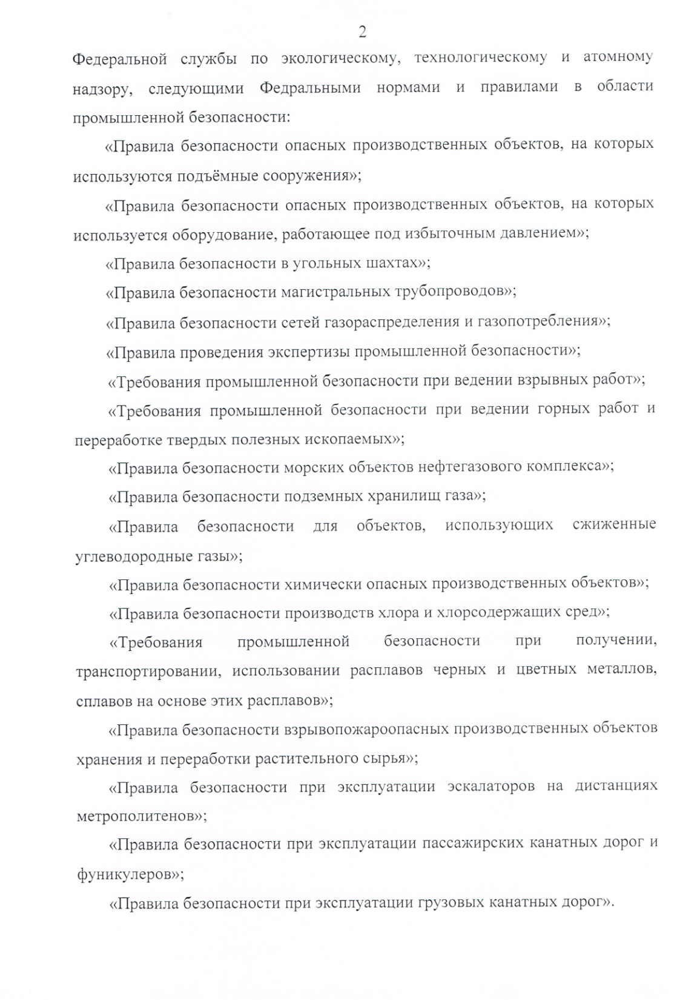 2
Федеральной службы по экологическому, технологическому и атомному
надзору, следующими Федральными нормами и правилами в области
промышленной безопасности:
«Правила безопасности опасных производственных объектов, на которых
используются подъёмные сооружения»;
«Правила безопасности опасных производственных объектов, на которых
используется оборудование, работающее под избыточным давлением»;
«Правила безопасности в угольных шахтах»;
«Правила безопасности магистральных трубопроводов»;
«Правила безопасности сетей газораспределения и газопотребления»;
«Правила проведения экспертизы промышленной безопасности»;
«Требования промышленной безопасности при ведении взрывных работ»;
«Требования промышленной безопасности при ведении горных работ и
переработке твердых полезных ископаемых»;
«Правила безопасности морских объектов нефтегазового комплекса»;
«Правила безопасности подземных хранилищ газа»;
«Правила безопасности для объектов, использующих сжиженные
углеводородные газы»;
«Правила безопасности химически опасных производственных объектов»;
«Правила безопасности производств хлора и хлорсодержащих сред»;
«Требования промышленной безопасности при получении,
транспортировании, использовании расплавов черных и цветных металлов,
сплавов на основе этих расплавов»;
«Правила безопасности взрывопожароопасных производственных объектов
хранения и переработки растительного сырья»;
«Правила безопасности при эксплуатации эскалаторов на дистанциях
метрополитенов»;
«Правила безопасности при эксплуатации пассажирских канатных дорог и
фуникулеров»;
«Правила безопасности при эксплуатации грузовых канатных дорог».